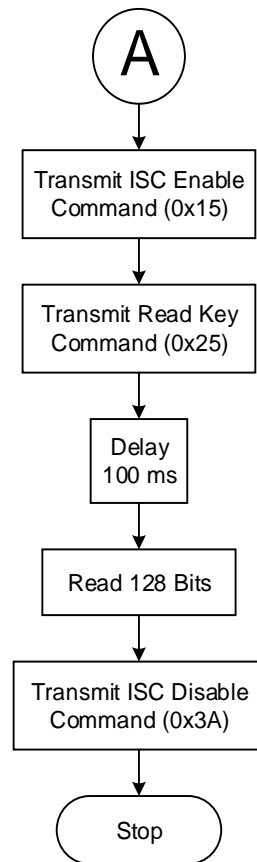 A
Transmit ISC Enable
Command (0x15)
Transmit Read Key
Command (0x25)
Delay
100 ms
Read 128 Bits
Transmit ISC Disable
Command (0x3A)
Stop